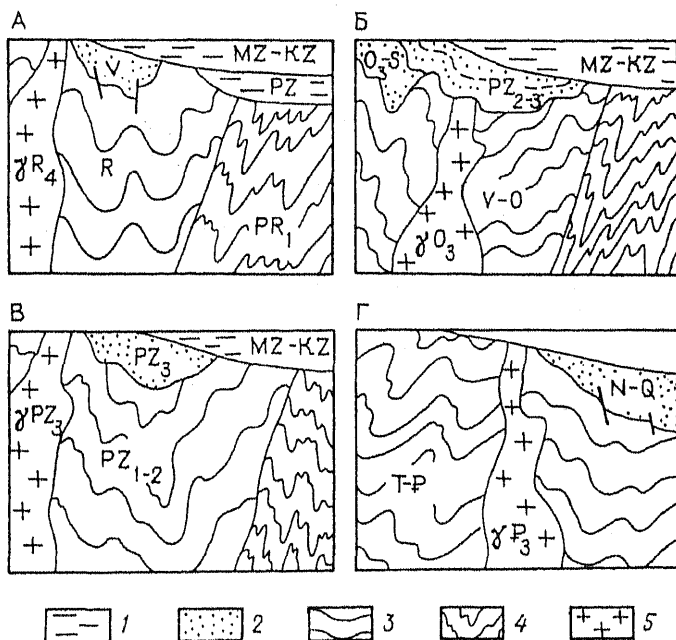 А
V
MZ-KZ
PZ
γR₄
R
PR₁
Б
O₃-S
MZ-KZ
PZ₂₋₃
V-O
γO₃
В
PZ₃
MZ-KZ
γPZ₃
PZ₁₋₂
Г
N-Q
T-₽
γ₽₃
1 2 3 4 5